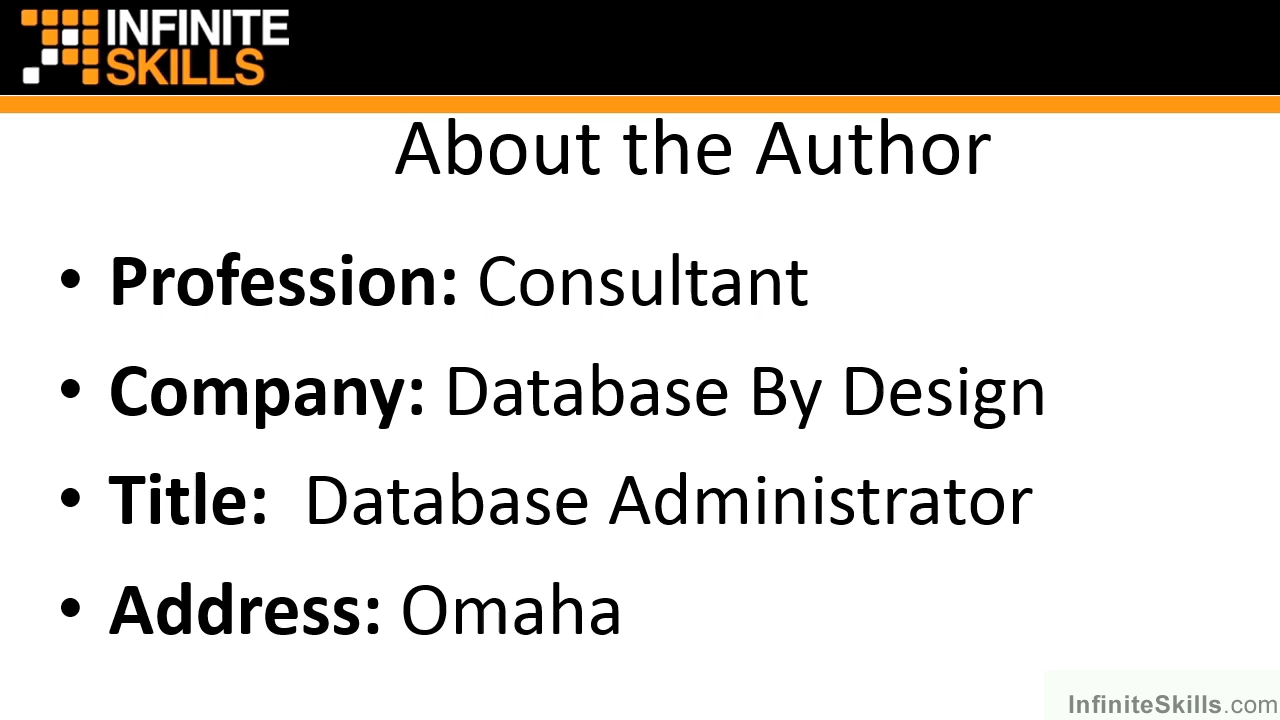 INFINITE
SKILLS
About the Author
• Profession: Consultant
• Company: Database By Design
• Title: Database Administrator
• Address: Omaha
InfiniteSkills.com